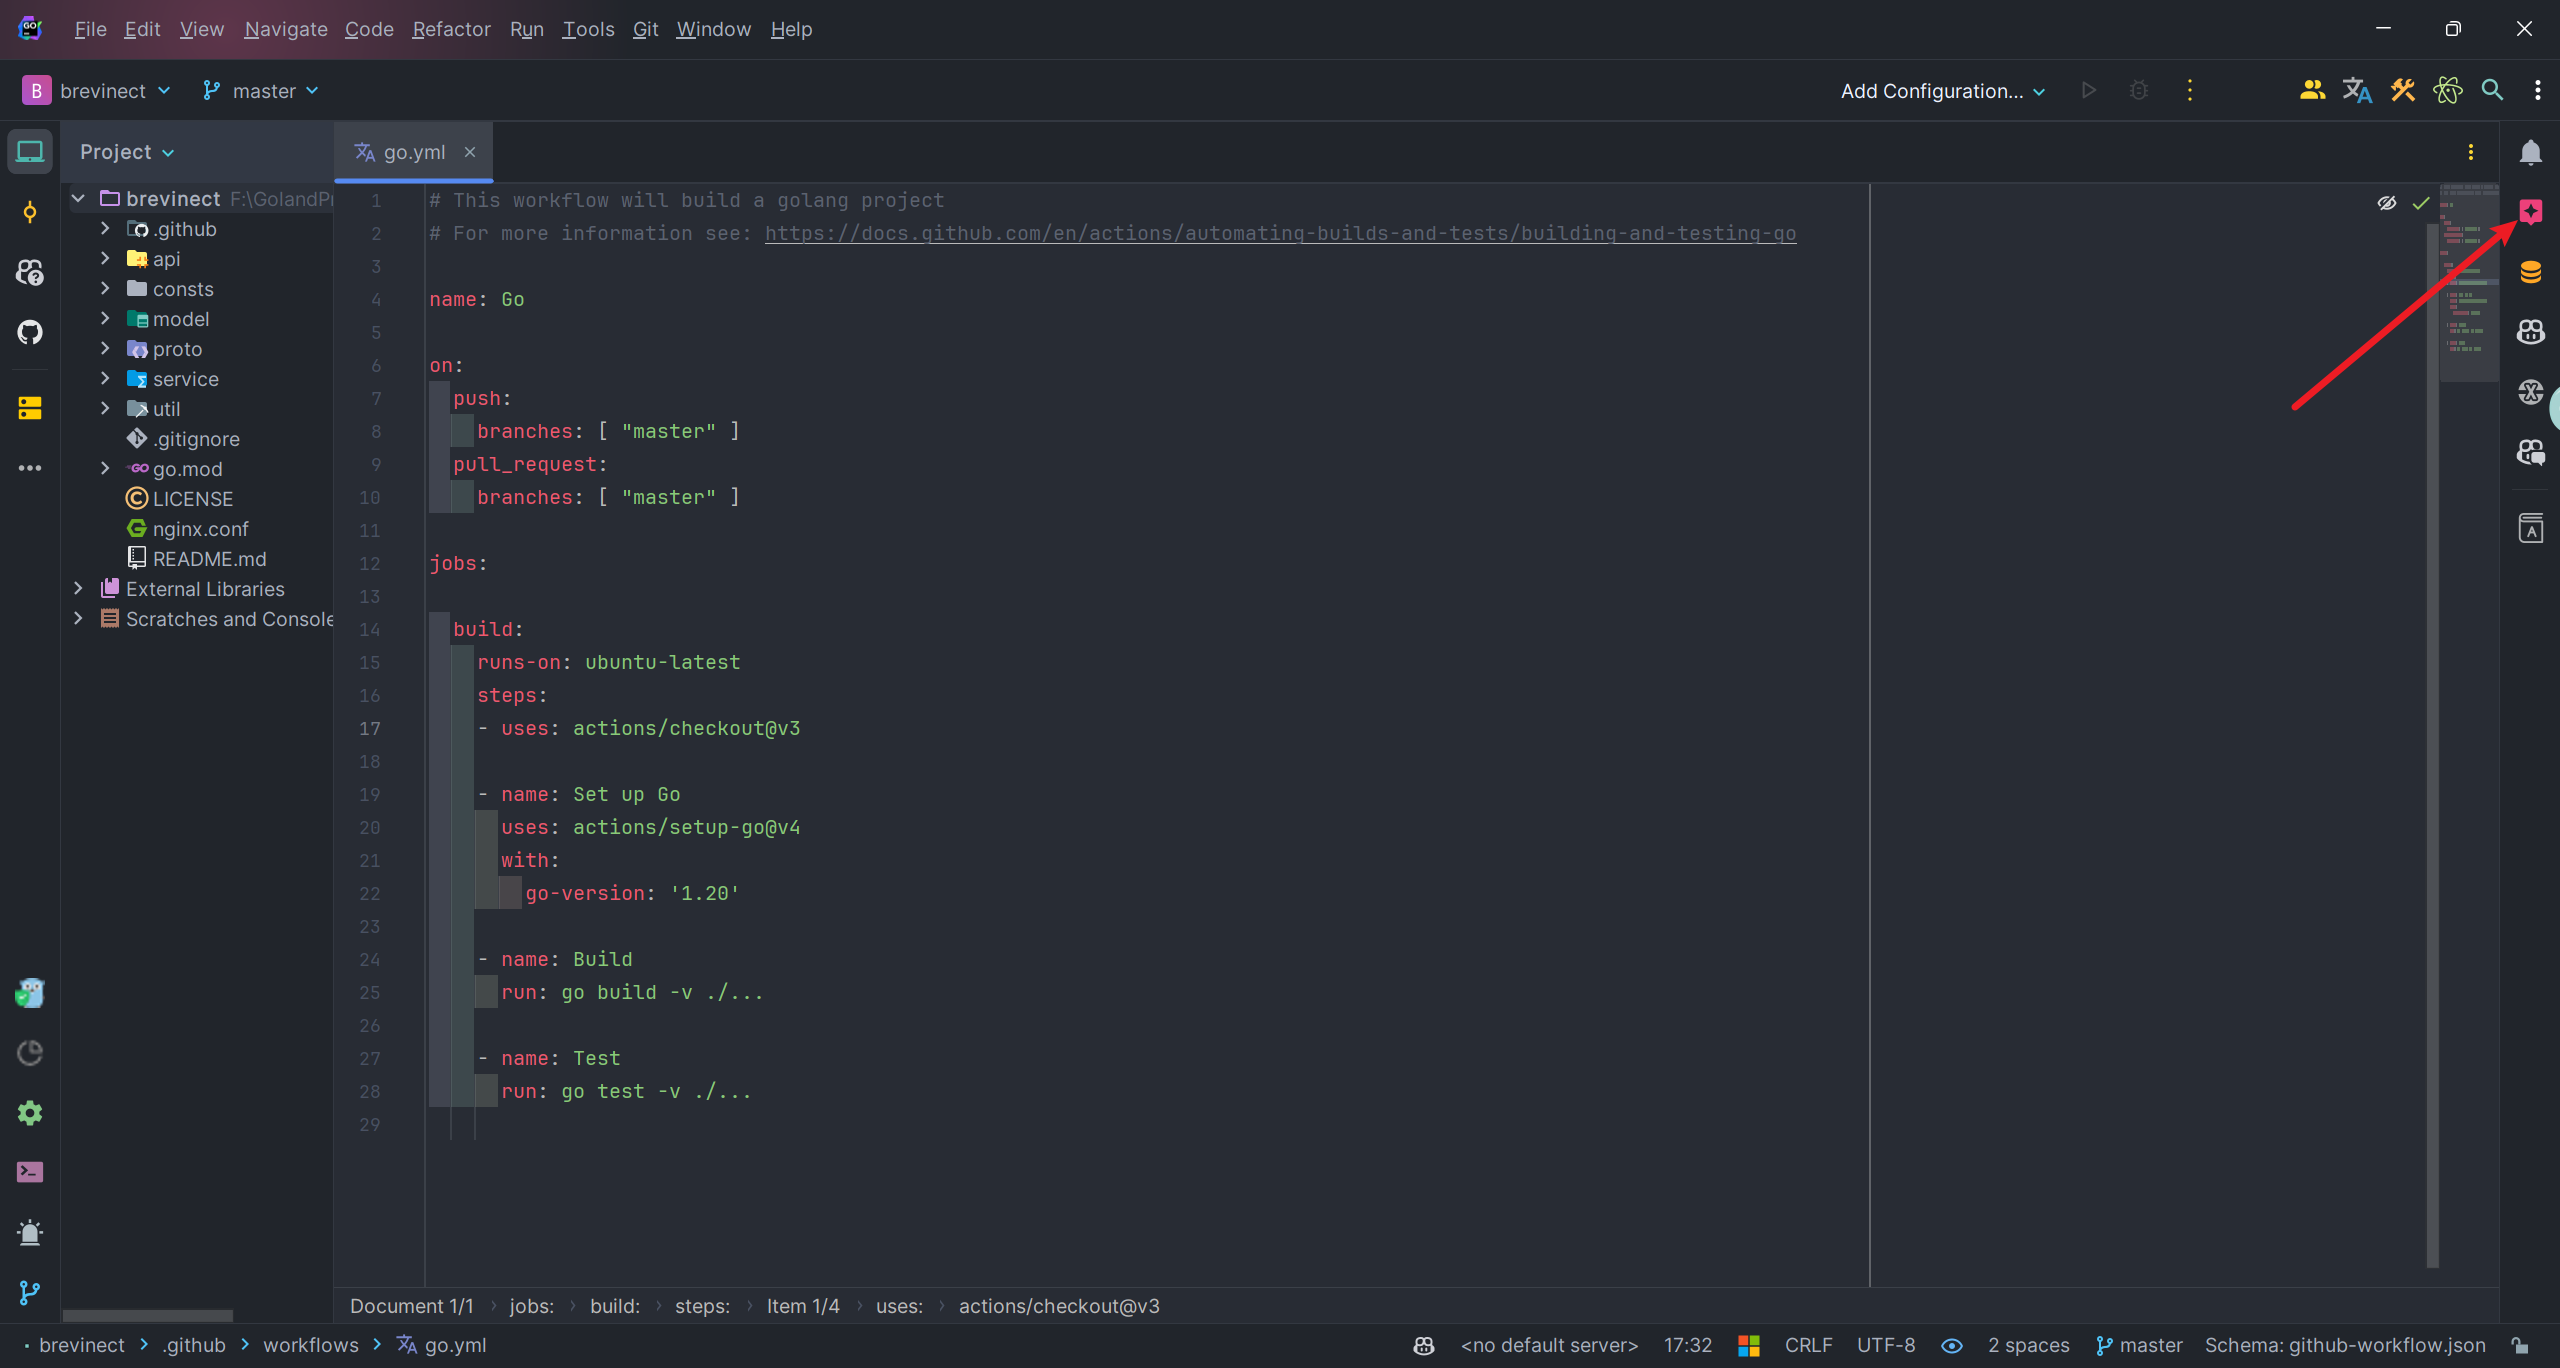 File Edit View Navigate Code Refactor Run Tools Git Window Help
B brevinect master Add Configuration...
Project go.yml
brevinect F:\GolandPr
.github
api
consts
model
proto
service
util
.gitignore
go.mod
LICENSE
nginx.conf
README.md
External Libraries
Scratches and Console
1 # This workflow will build a golang project
2 # For more information see: https://docs.github.com/en/actions/automating-builds-and-tests/building-and-testing-go
3
4 name: Go
5
6 on:
7 push:
8 branches: [ "master" ]
9 pull_request:
10 branches: [ "master" ]
11
12 jobs:
13
14 build:
15 runs-on: ubuntu-latest
16 steps:
17 - uses: actions/checkout@v3
18
19 - name: Set up Go
20 uses: actions/setup-go@v4
21 with:
22 go-version: '1.20'
23
24 - name: Build
25 run: go build -v ./...
26
27 - name: Test
28 run: go test -v ./...
29
Document 1/1 › jobs: › build: › steps: › Item 1/4 › uses: › actions/checkout@v3
brevinect > .github > workflows > go.yml <no default server> 17:32 CRLF UTF-8 2 spaces master Schema: github-workflow.json